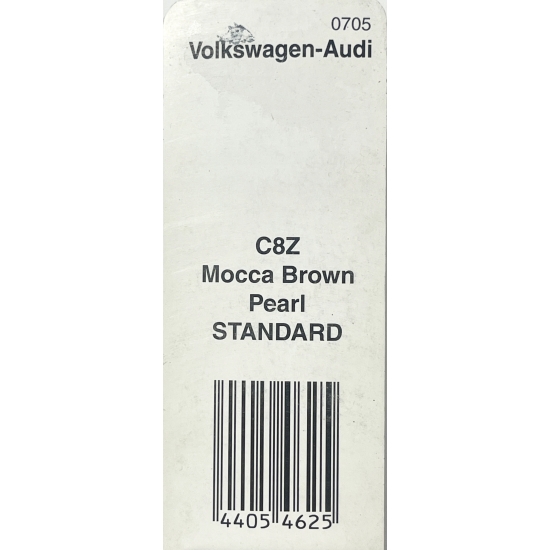 0705
Volkswagen-Audi
C8Z
Mocca Brown
Pearl
STANDARD
4405 4625